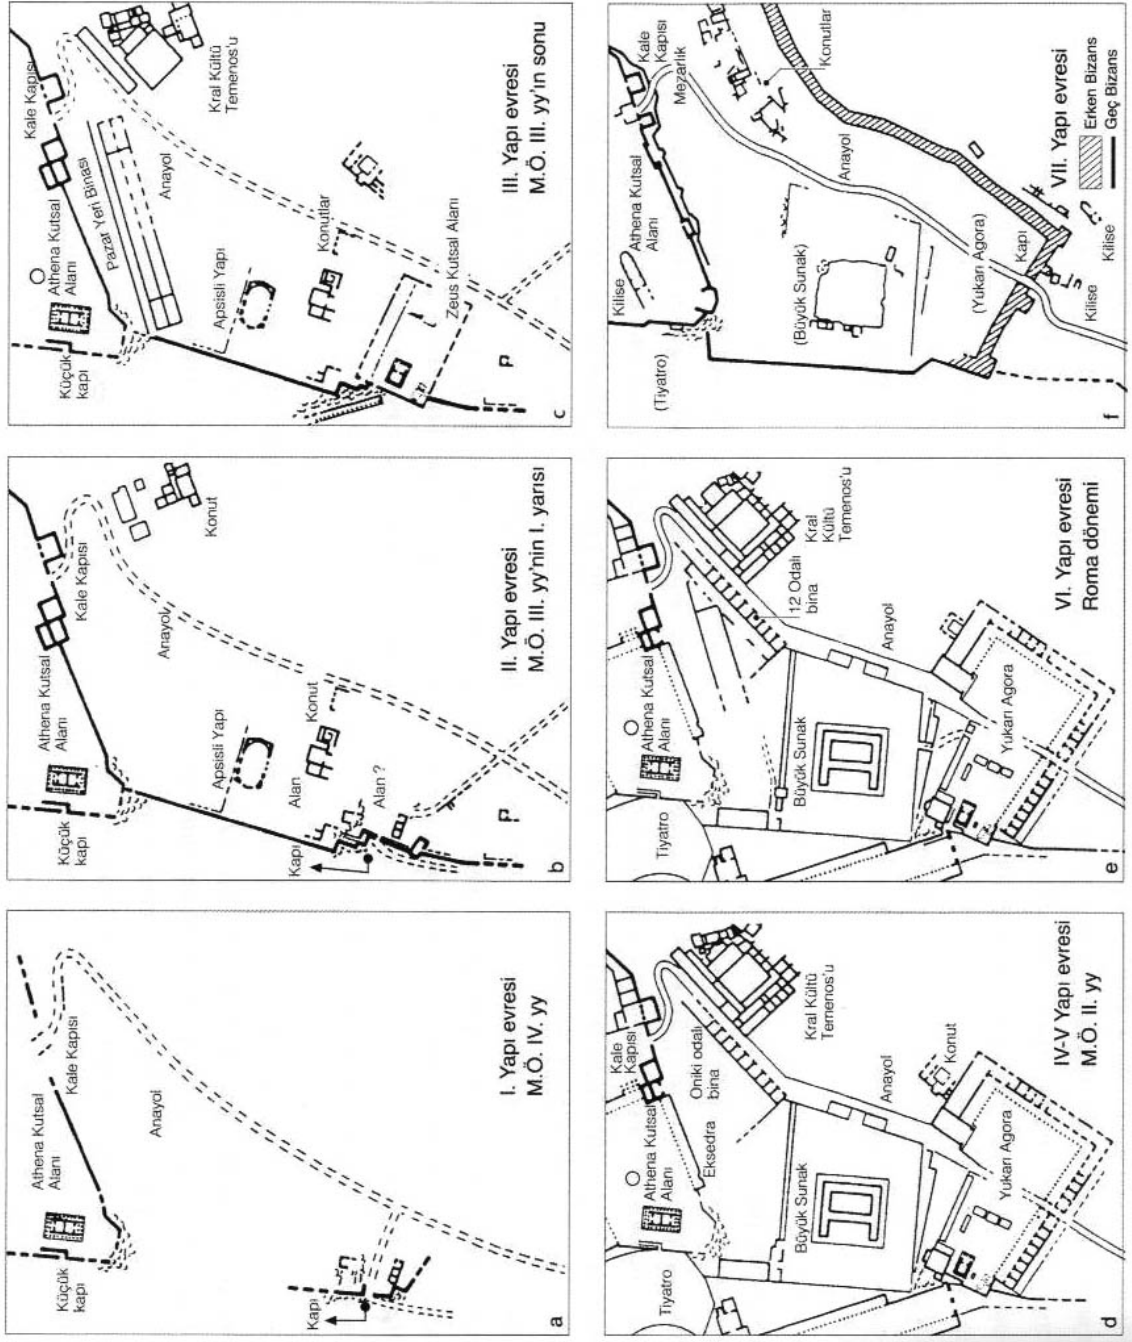 Küçük
kapı
Athena Kutsal
Alanı
Kale Kapısı
Anayol
Kapı
I. Yapı evresi
M.Ö. IV. yy
a
Küçük
kapı
Athena Kutsal
Alanı
Kale Kapısı
Anayol
Konut
Apsisli Yapı
Alan
Konut
Kapı
Alan ?
II. Yapı evresi
M.Ö. III. yy'nin I. yarısı
b
Küçük
kapı
Athena Kutsal
Alanı
Kale Kapısı
Pazar Yeri Binası
Anayol
Kral Kültü
Temenos'u
Apsisli Yapı
Konutlar
Zeus Kutsal Alanı
III. Yapı evresi
M.Ö. III. yy'ın sonu
c
Tiyatro
Athena Kutsal
Alanı
Kale
Kapısı
Eksedra
Oniki odalı
bina
Kral Kültü
Temenos'u
Büyük Sunak
Anayol
Konut
Yukarı Agora
IV-V Yapı evresi
M.Ö. II. yy
d
Tiyatro
Athena Kutsal
Alanı
12 Odalı
bina
Kral
Kültü
Temenos'u
Büyük Sunak
Anayol
Yukarı Agora
VI. Yapı evresi
Roma dönemi
e
(Tiyatro)
Kilise
Athena Kutsal
Alanı
Kale
Kapısı
Mezarlık
Konutlar
(Büyük Sunak)
Anayol
(Yukarı Agora)
Kapı
Kilise
Kilise
VII. Yapı evresi
Erken Bizans
Geç Bizans
f